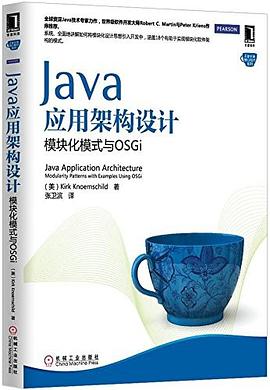 PEARSON
全球资深Java技术专家力作，世界级软件开发大师Robert C. Martin与Peter Kriens作序推荐。
系统、全面地讲解如何将模块化设计思想引入开发中，涵盖18个有助于实现模块化软件架构的模式。
Java
应用架构设计
模块化模式与OSGi
Java Application Architecture
Modularity Patterns with Examples Using OSGi
（美）Kirk Knoernschild 著
张卫滨 译
机械工业出版社
China Machine Press
Java应用架构设计
模块化模式与OSGi
（美）Kirk Knoernschild 著
机械工业出版社